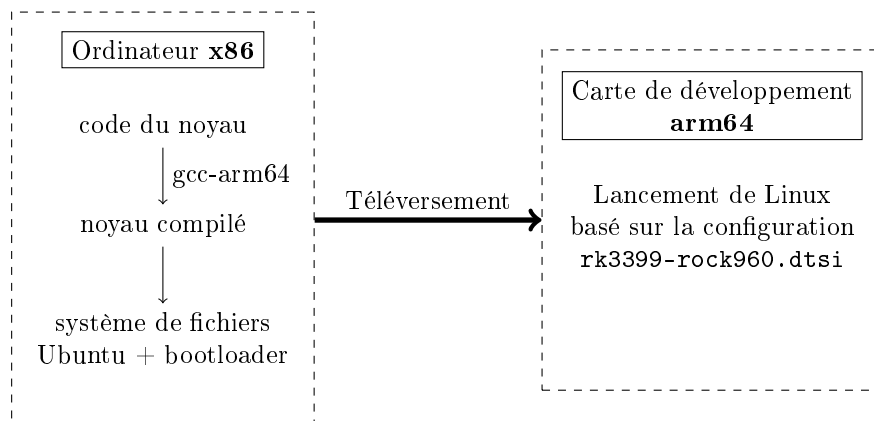 Ordinateur x86
code du noyau
gcc-arm64
noyau compilé
système de fichiers
Ubuntu + bootloader
Téléversement
Carte de développement
arm64
Lancement de Linux
basé sur la configuration
rk3399-rock960.dtsi